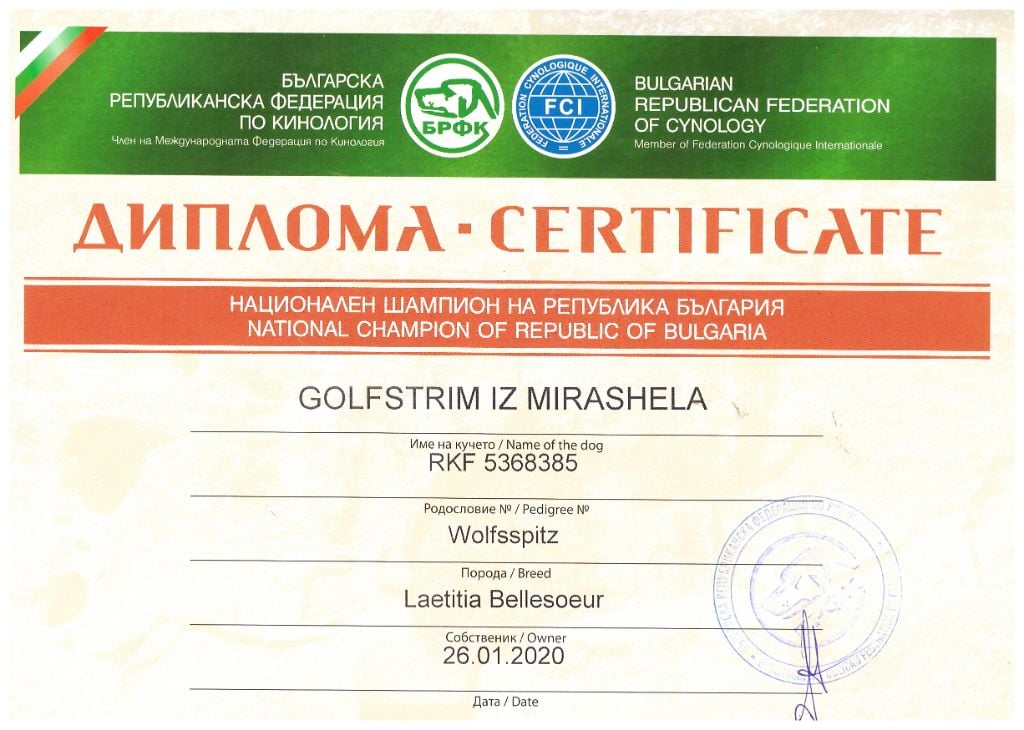 БЪЛГАРСКА
РЕПУБЛИКАНСКА ФЕДЕРАЦИЯ
ПО КИНОЛОГИЯ
Член на Международната Федерация по Кинология
БРФК
FEDERATION CYNOLOGIQUE INTERNATIONALE
FCI
BULGARIAN
REPUBLICAN FEDERATION
OF CYNOLOGY
Member of Federation Cynologique Internationale
ДИПЛОМА - CERTIFICATE
НАЦИОНАЛЕН ШАМПИОН НА РЕПУБЛИКА БЪЛГАРИЯ
NATIONAL CHAMPION OF REPUBLIC OF BULGARIA
GOLFSTRIM IZ MIRASHELA
Име на кучето / Name of the dog
RKF 5368385
Родословие № / Pedigree №
Wolfsspitz
Порода / Breed
Laetitia Bellesoeur
Собственик / Owner
26.01.2020
Дата / Date